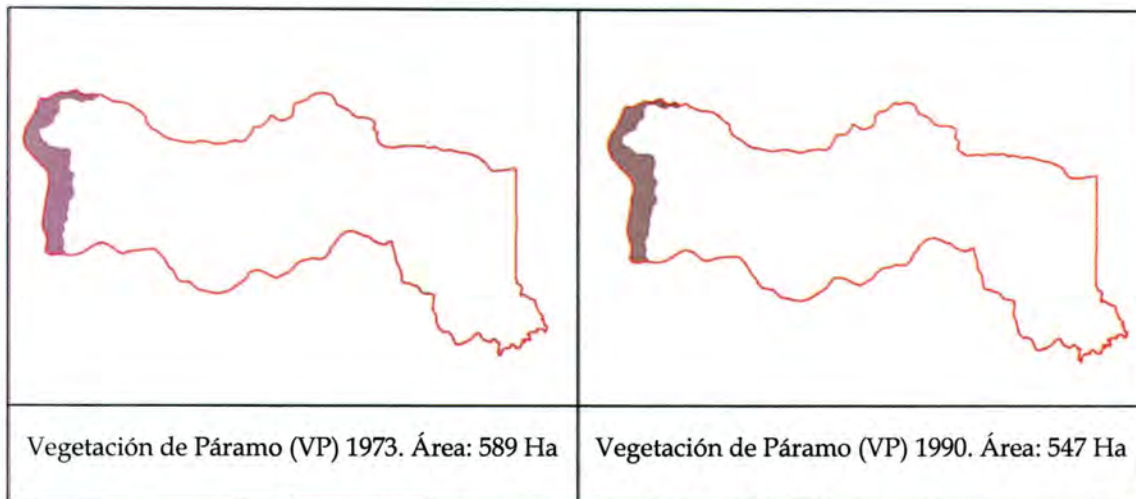 Vegetación de Páramo (VP) 1973. Área: 589 Ha
Vegetación de Páramo (VP) 1990. Área: 547 Ha